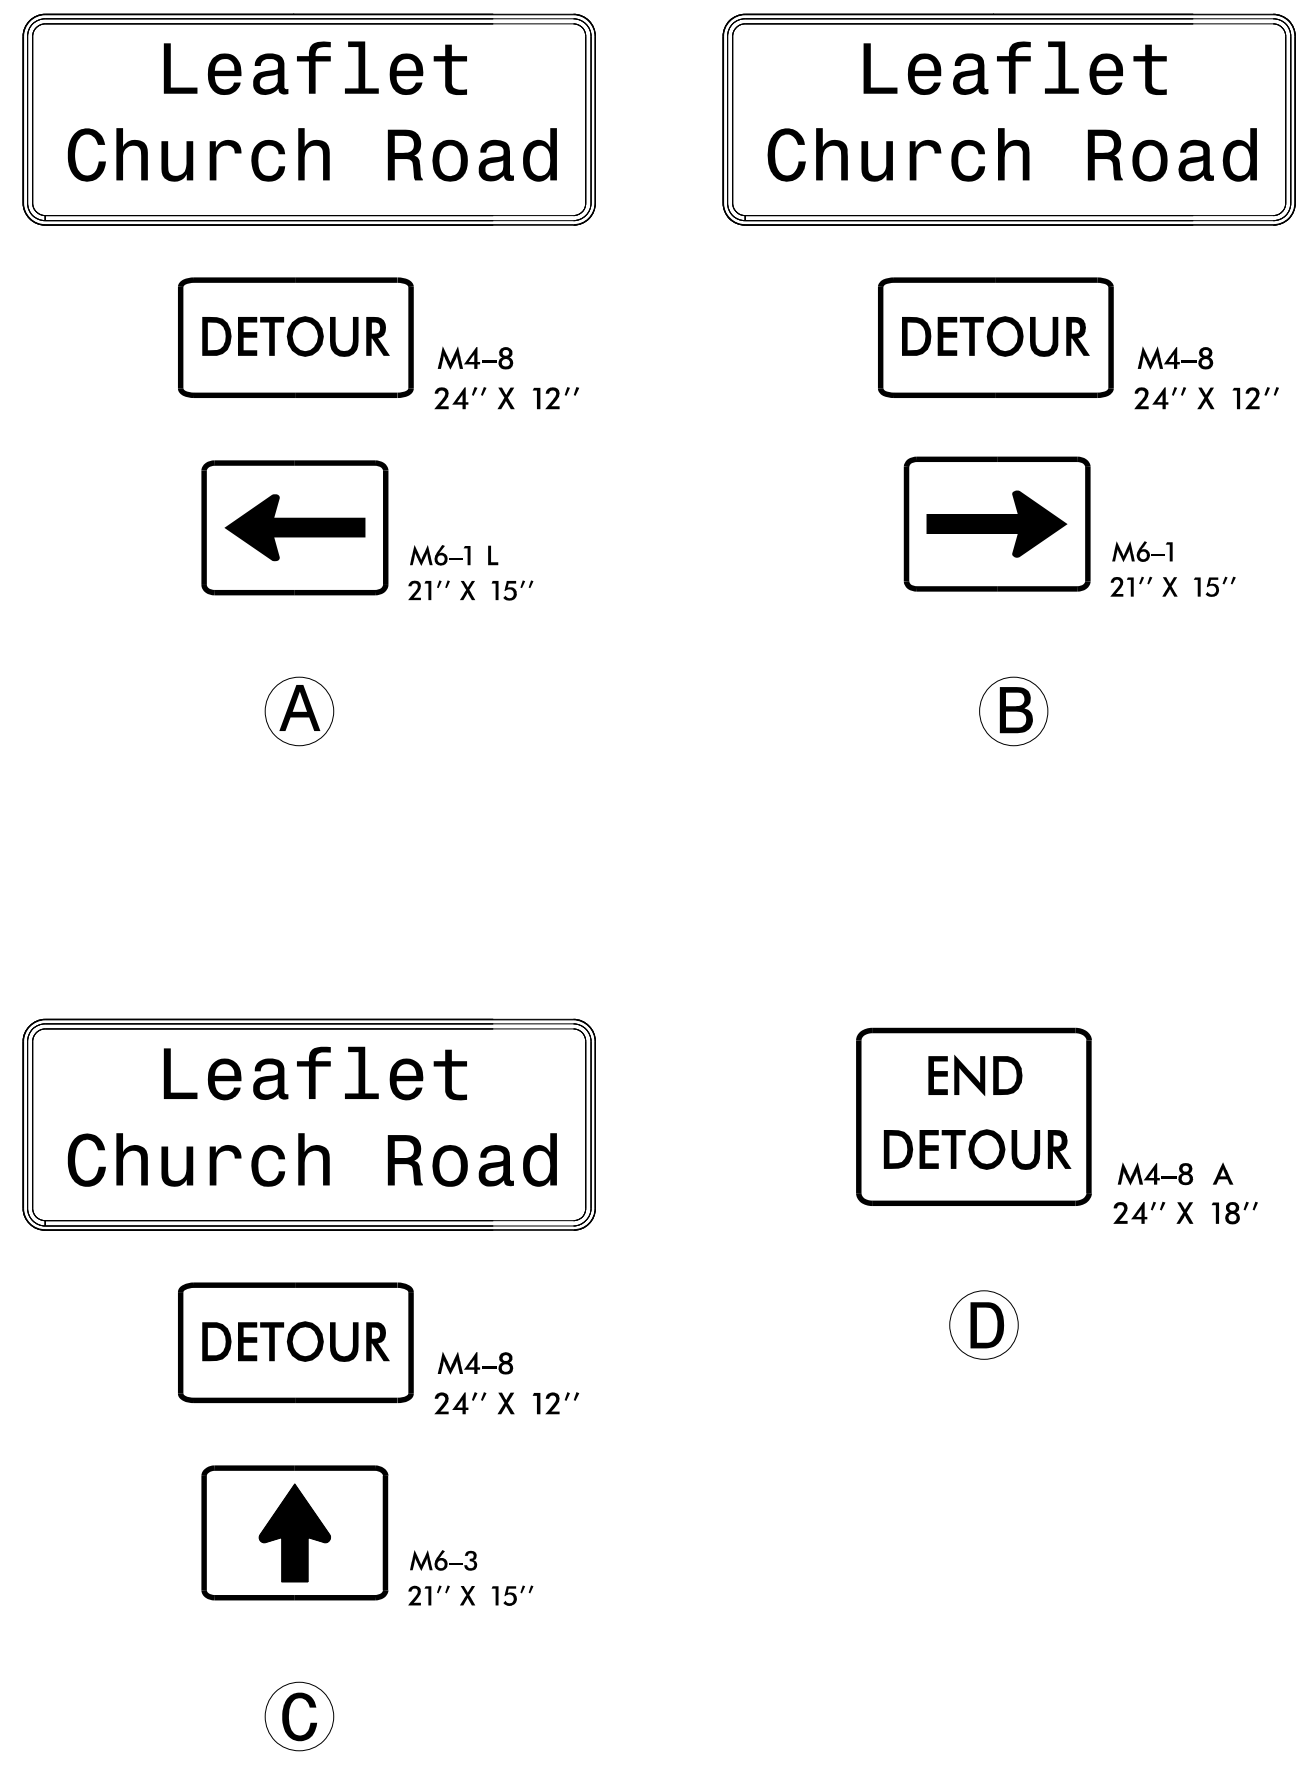 Leaflet
Church Road
DETOUR
M4–8
24’’ X 12’’
M6–1 L
21’’ X 15’’
A
Leaflet
Church Road
DETOUR
M4–8
24’’ X 12’’
M6–1
21’’ X 15’’
B
Leaflet
Church Road
DETOUR
M4–8
24’’ X 12’’
M6–3
21’’ X 15’’
C
END
DETOUR
M4–8 A
24’’ X 18’’
D